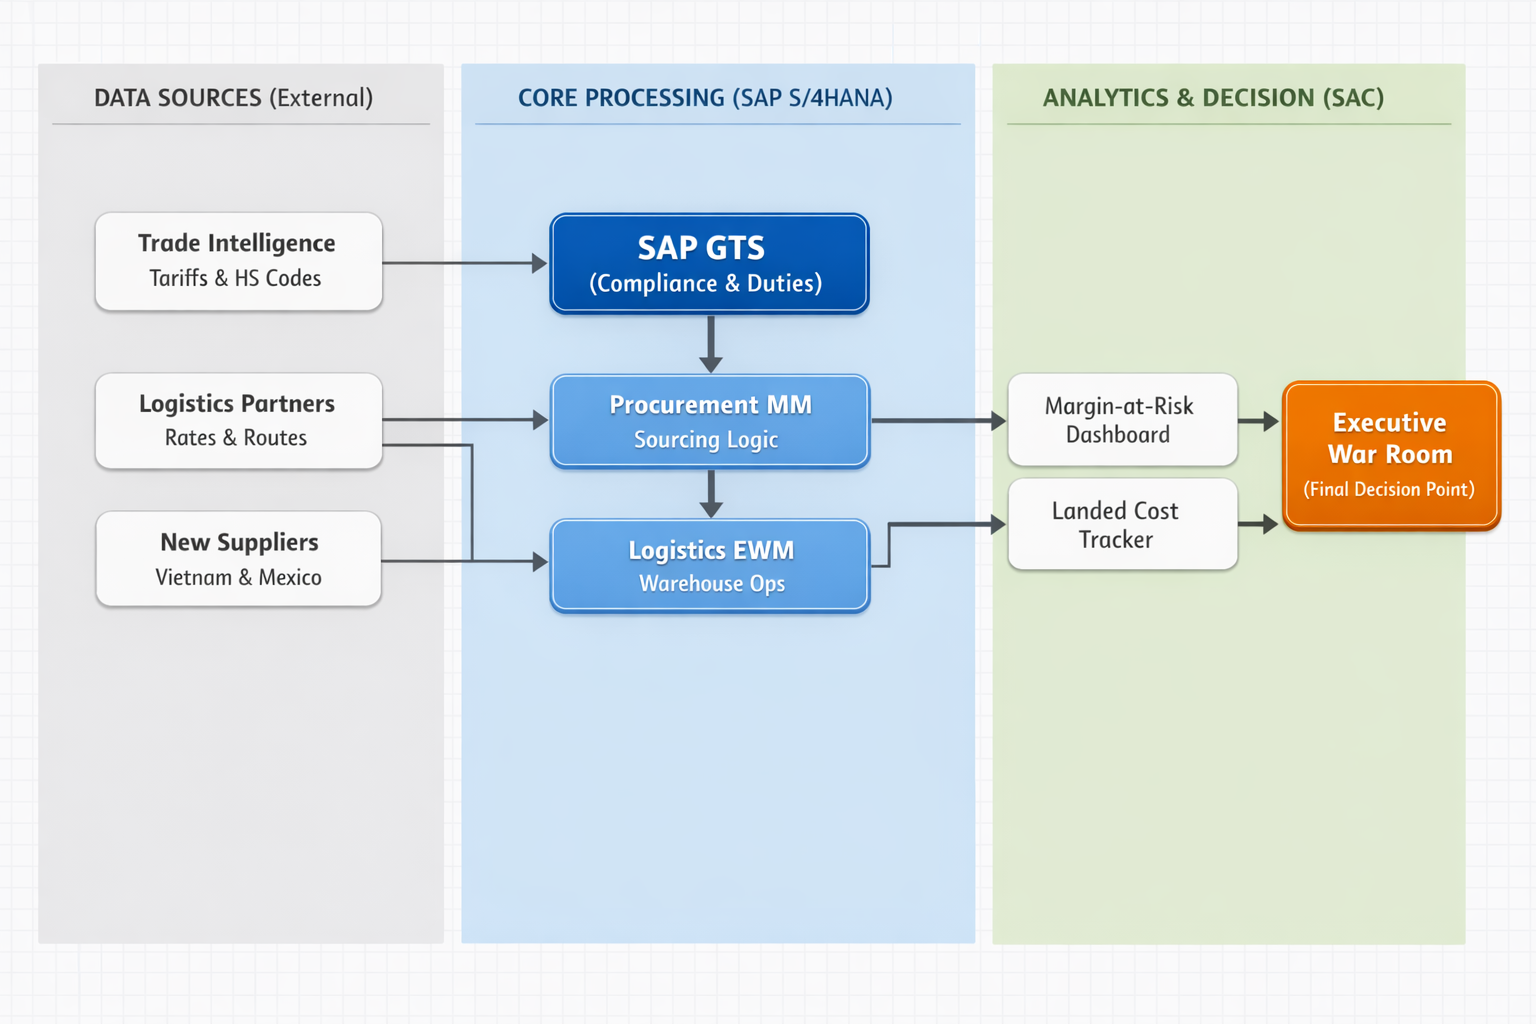 DATA SOURCES (External)
Trade Intelligence
Tariffs & HS Codes
Logistics Partners
Rates & Routes
New Suppliers
Vietnam & Mexico
CORE PROCESSING (SAP S/4HANA)
SAP GTS
(Compliance & Duties)
Procurement MM
Sourcing Logic
Logistics EWM
Warehouse Ops
ANALYTICS & DECISION (SAC)
Margin-at-Risk
Dashboard
Landed Cost
Tracker
Executive
War Room
(Final Decision Point)